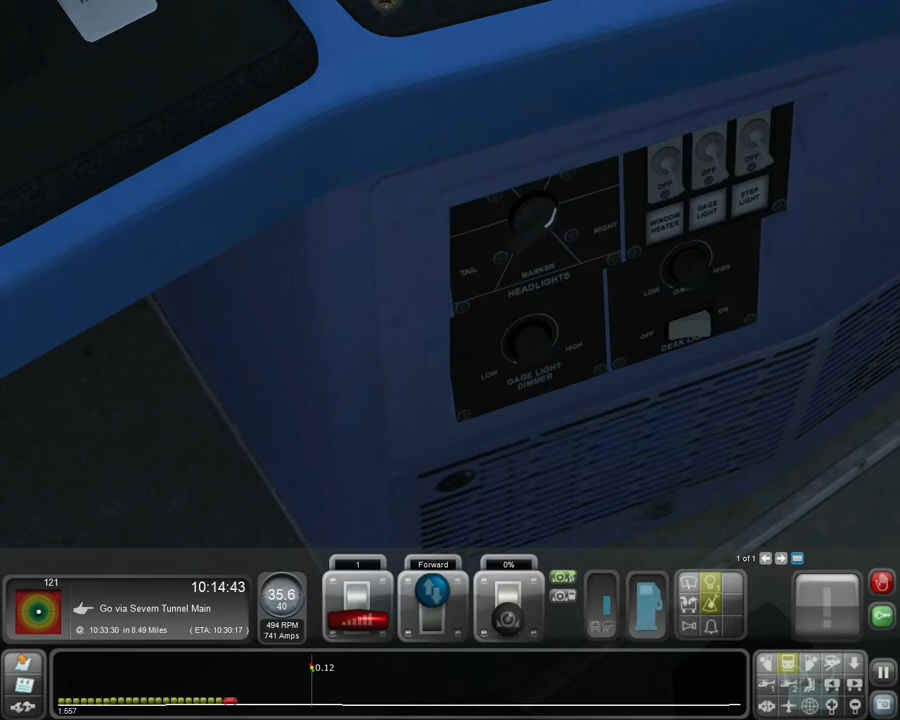 OFF OFF OFF
WINDOW HEATER
GAGE LIGHT
STEP LIGHT
NIGHT
TAIL
MARKER
HEADLIGHTS
LOW
HIGH
OFF
ON
DESK LIGHT
LOW
HIGH
GAGE LIGHT
DIMMER
1 of 1
1
Forward
0%
121
10:14:43
Go via Severn Tunnel Main
@ 10:33:30 in 8.49 Miles ( ETA: 10:30:17 )
35.6
40
494 RPM
741 Amps
0.12
1:557